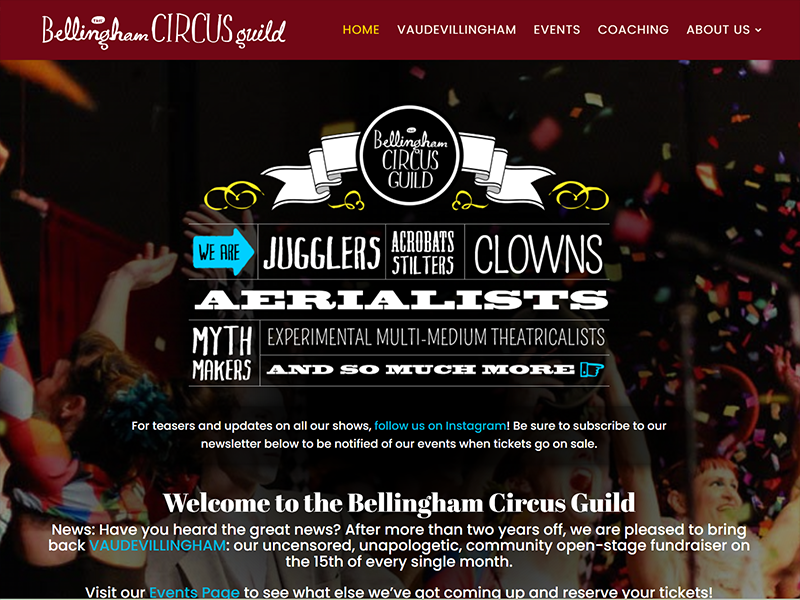 THE Bellingham CIRCUS guild
HOME VAUDEVILLINGHAM EVENTS COACHING ABOUT US
THE
Bellingham
CIRCUS
GUILD
WE ARE JUGGLERS ACROBATS STILTERS CLOWNS
AERIALISTS
MYTH MAKERS EXPERIMENTAL MULTI-MEDIUM THEATRICALISTS
AND SO MUCH MORE
For teasers and updates on all our shows, follow us on Instagram! Be sure to subscribe to our
newsletter below to be notified of our events when tickets go on sale.
Welcome to the Bellingham Circus Guild
News: Have you heard the great news? After more than two years off, we are pleased to bring
back VAUDEVILLINGHAM: our uncensored, unapologetic, community open-stage fundraiser on
the 15th of every single month.
Visit our Events Page to see what else we've got coming up and reserve your tickets!